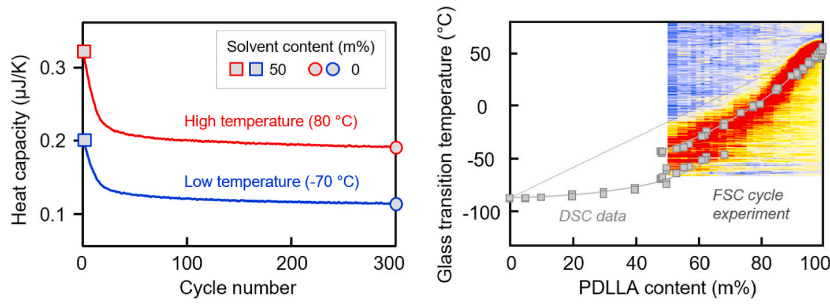 Heat capacity (μJ/K)
0.3
0.2
0.1
Solvent content (m%)
50
0
High temperature (80 °C)
Low temperature (-70 °C)
0
100
200
300
Cycle number
Glass transition temperature (°C)
50
0
-50
-100
DSC data
FSC cycle
experiment
0
20
40
60
80
100
PDLLA content (m%)